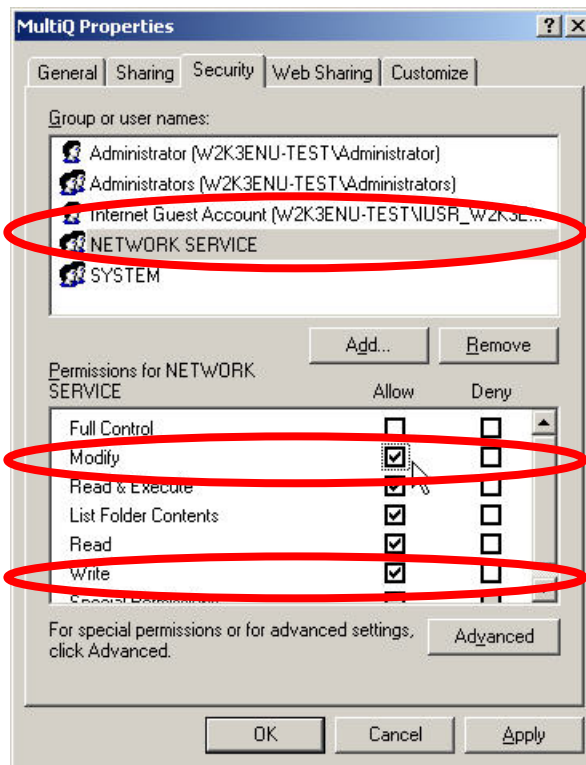 MultiQ Properties
General Sharing Security Web Sharing Customize
Group or user names:
Administrator (W2K3ENU-TEST\Administrator)
Administrators (W2K3ENU-TEST\Administrators)
Internet Guest Account (W2K3ENU-TEST\IUSR_W2K3E...
NETWORK SERVICE
SYSTEM
Add... Remove
Permissions for NETWORK
SERVICE Allow Deny
Full Control
Modify
Read & Execute
List Folder Contents
Read
Write
Special Permissions
For special permissions or for advanced settings,
click Advanced.
Advanced
OK Cancel Apply